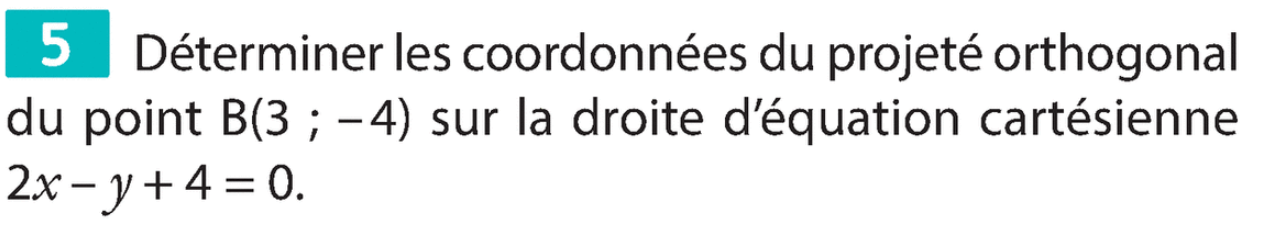 5 Déterminer les coordonnées du projeté orthogonal
du point B(3 ; –4) sur la droite d’équation cartésienne
2x – y + 4 = 0.